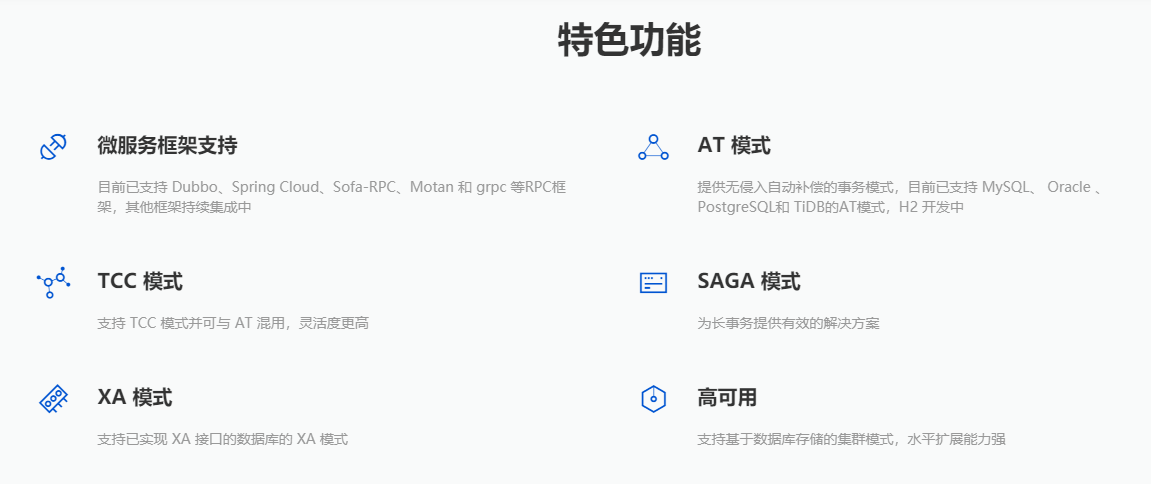 特色功能
微服务框架支持
目前已支持 Dubbo、Spring Cloud、Sofa-RPC、Motan 和 grpc 等RPC框
架，其他框架持续集成中
AT 模式
提供无侵入自动补偿的事务模式，目前已支持 MySQL、 Oracle 、
PostgreSQL和 TiDB的AT模式，H2 开发中
TCC 模式
支持 TCC 模式并可与 AT 混用，灵活度更高
SAGA 模式
为长事务提供有效的解决方案
XA 模式
支持已实现 XA 接口的数据库的 XA 模式
高可用
支持基于数据库存储的集群模式，水平扩展能力强